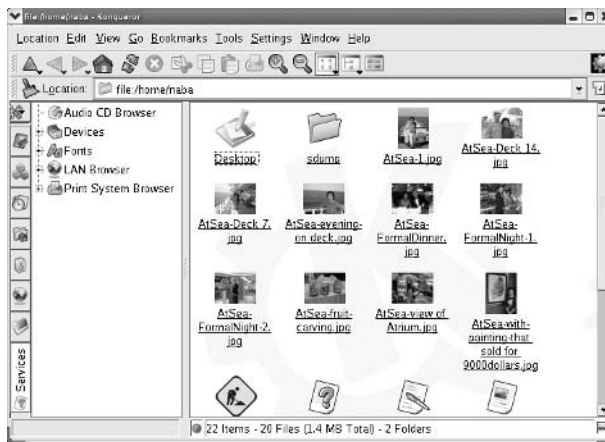 file:/home/naba - Konqueror
Location Edit View Go Bookmarks Tools Settings Window Help
Location: file:/home/naba
Audio CD Browser
Devices
Fonts
LAN Browser
Print System Browser
Services
Desktop
sdump
AtSea-1.jpg
AtSea-Deck 14.
jpg
AtSea-Deck 7.
jpg
AtSea-evening-
on deck.jpg
AtSea-
FormalDinner.
jpg
AtSea-
FormalNight-1.
jpg
AtSea-
FormalNight-2.
jpg
AtSea-fruit-
carving.jpg
AtSea-view of
Atrium.jpg
AtSea-with-
painting-that
sold for
9000dollars.jpg
22 Items - 20 Files (1.4 MB Total) - 2 Folders